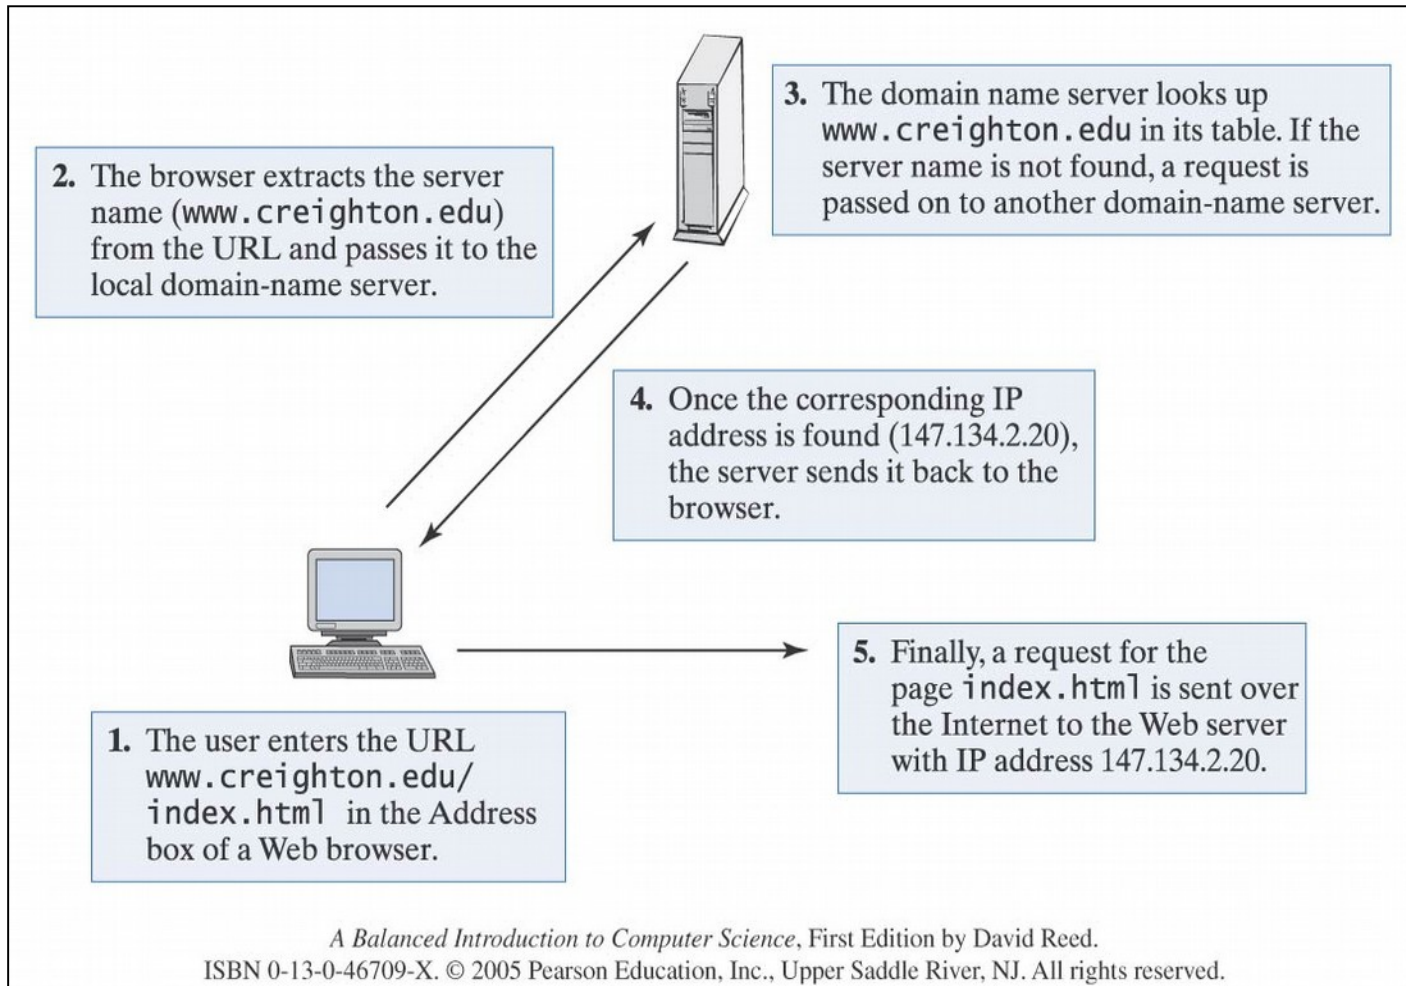 1. The user enters the URL
www.creighton.edu/
index.html in the Address
box of a Web browser.
2. The browser extracts the server
name (www.creighton.edu)
from the URL and passes it to the
local domain-name server.
3. The domain name server looks up
www.creighton.edu in its table. If the
server name is not found, a request is
passed on to another domain-name server.
4. Once the corresponding IP
address is found (147.134.2.20),
the server sends it back to the
browser.
5. Finally, a request for the
page index.html is sent over
the Internet to the Web server
with IP address 147.134.2.20.
A Balanced Introduction to Computer Science, First Edition by David Reed.
ISBN 0-13-0-46709-X. © 2005 Pearson Education, Inc., Upper Saddle River, NJ. All rights reserved.